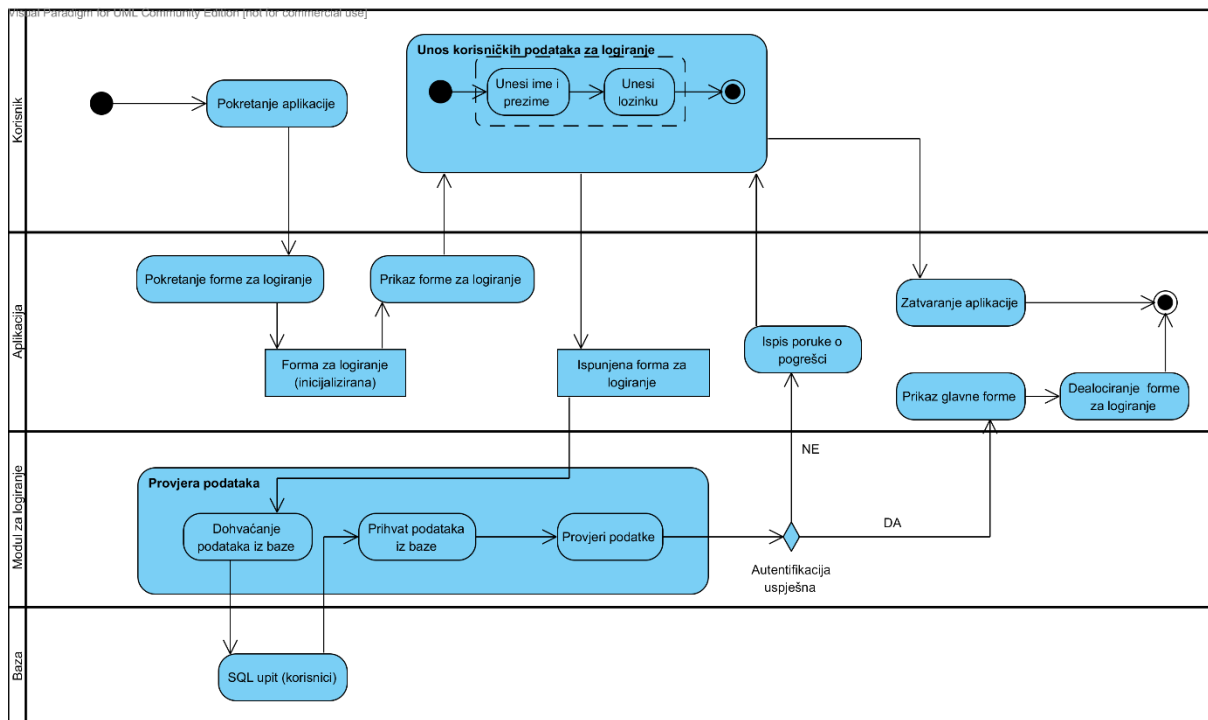 Visual Paradigm for UML Community Edition [not for commercial use]
Korisnik
Unos korisničkih podataka za logiranje
Unesi ime i
prezime
Unesi
lozinku
Pokretanje aplikacije
Aplikacija
Pokretanje forme za logiranje
Prikaz forme za logiranje
Zatvaranje aplikacije
Forma za logiranje
(inicijalizirana)
Ispunjena forma za
logiranje
Ispis poruke o
pogrešci
Prikaz glavne forme
Dealociranje forme
za logiranje
Modul za logiranje
NE
Provjera podataka
Dohvaćanje
podataka iz baze
Prihvat podataka
iz baze
Provjeri podatke
DA
Autentifikacija
uspješna
Baza
SQL upit (korisnici)